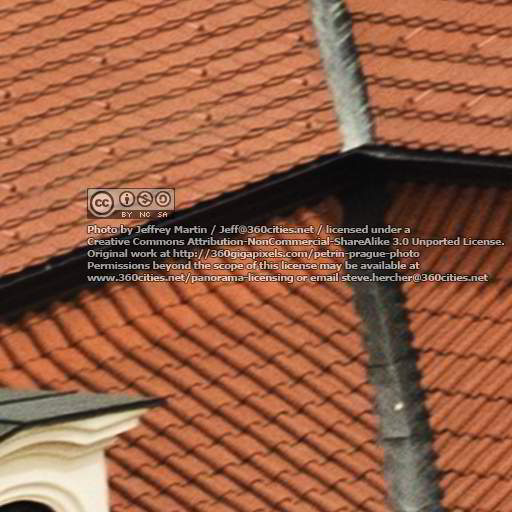 cc
BY NC SA
Photo by Jeffrey Martin / Jeff@360cities.net / licensed under a
Creative Commons Attribution-NonCommercial-ShareAlike 3.0 Unported License.
Original work at http://360gigapixels.com/petrin-prague-photo
Permissions beyond the scope of this license may be available at
www.360cities.net/panorama-licensing or email steve.hercher@360cities.net